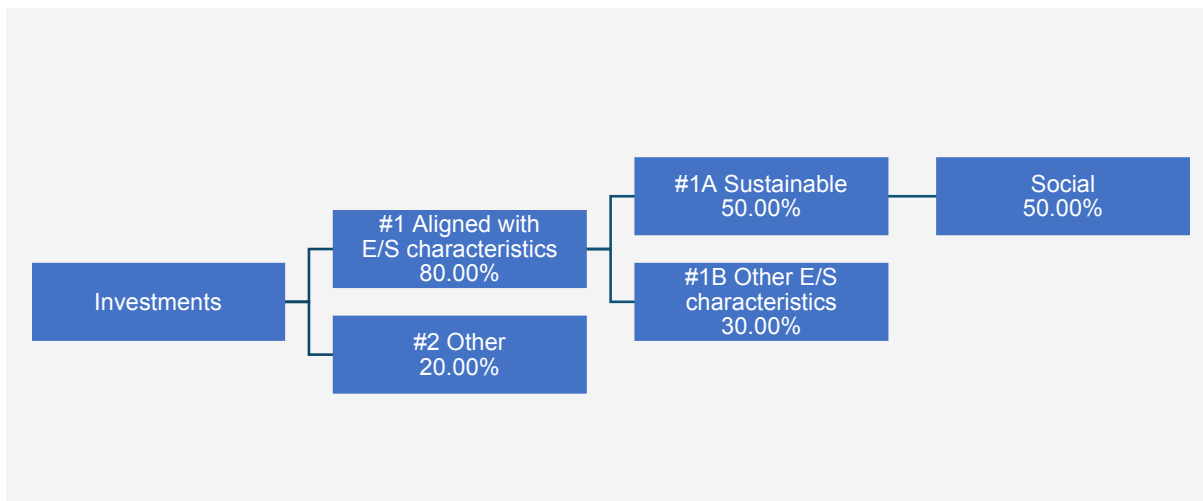 Investments
#1 Aligned with
E/S characteristics
80.00%
#2 Other
20.00%
#1A Sustainable
50.00%
#1B Other E/S
characteristics
30.00%
Social
50.00%